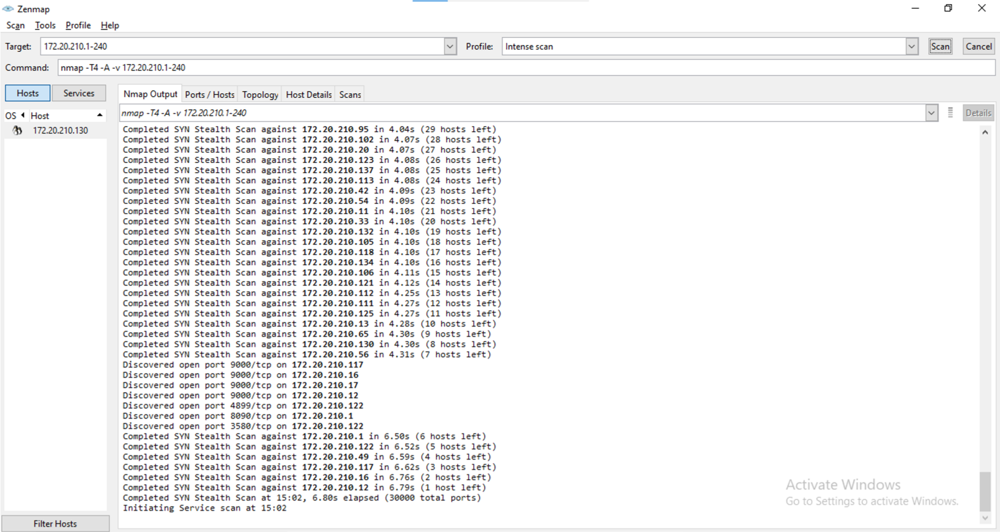 Zenmap
Scan Tools Profile Help
Target: 172.20.210.1-240 Profile: Intense scan Scan Cancel
Command: nmap -T4 -A -v 172.20.210.1-240
Hosts Services Nmap Output Ports / Hosts Topology Host Details Scans
OS Host nmap -T4 -A -v 172.20.210.1-240 Details
172.20.210.130
Completed SYN Stealth Scan against 172.20.210.95 in 4.04s (29 hosts left)
Completed SYN Stealth Scan against 172.20.210.102 in 4.07s (28 hosts left)
Completed SYN Stealth Scan against 172.20.210.20 in 4.07s (27 hosts left)
Completed SYN Stealth Scan against 172.20.210.123 in 4.08s (26 hosts left)
Completed SYN Stealth Scan against 172.20.210.137 in 4.08s (25 hosts left)
Completed SYN Stealth Scan against 172.20.210.113 in 4.08s (24 hosts left)
Completed SYN Stealth Scan against 172.20.210.42 in 4.09s (23 hosts left)
Completed SYN Stealth Scan against 172.20.210.54 in 4.09s (22 hosts left)
Completed SYN Stealth Scan against 172.20.210.11 in 4.10s (21 hosts left)
Completed SYN Stealth Scan against 172.20.210.33 in 4.10s (20 hosts left)
Completed SYN Stealth Scan against 172.20.210.132 in 4.10s (19 hosts left)
Completed SYN Stealth Scan against 172.20.210.105 in 4.10s (18 hosts left)
Completed SYN Stealth Scan against 172.20.210.118 in 4.10s (17 hosts left)
Completed SYN Stealth Scan against 172.20.210.134 in 4.10s (16 hosts left)
Completed SYN Stealth Scan against 172.20.210.106 in 4.11s (15 hosts left)
Completed SYN Stealth Scan against 172.20.210.121 in 4.12s (14 hosts left)
Completed SYN Stealth Scan against 172.20.210.112 in 4.25s (13 hosts left)
Completed SYN Stealth Scan against 172.20.210.111 in 4.27s (12 hosts left)
Completed SYN Stealth Scan against 172.20.210.125 in 4.27s (11 hosts left)
Completed SYN Stealth Scan against 172.20.210.13 in 4.28s (10 hosts left)
Completed SYN Stealth Scan against 172.20.210.65 in 4.30s (9 hosts left)
Completed SYN Stealth Scan against 172.20.210.130 in 4.30s (8 hosts left)
Completed SYN Stealth Scan against 172.20.210.56 in 4.31s (7 hosts left)
Discovered open port 9000/tcp on 172.20.210.117
Discovered open port 9000/tcp on 172.20.210.16
Discovered open port 9000/tcp on 172.20.210.17
Discovered open port 9000/tcp on 172.20.210.12
Discovered open port 4899/tcp on 172.20.210.122
Discovered open port 8090/tcp on 172.20.210.1
Discovered open port 3580/tcp on 172.20.210.122
Completed SYN Stealth Scan against 172.20.210.1 in 6.50s (6 hosts left)
Completed SYN Stealth Scan against 172.20.210.122 in 6.52s (5 hosts left)
Completed SYN Stealth Scan against 172.20.210.49 in 6.59s (4 hosts left)
Completed SYN Stealth Scan against 172.20.210.117 in 6.62s (3 hosts left)
Completed SYN Stealth Scan against 172.20.210.16 in 6.76s (2 hosts left)
Completed SYN Stealth Scan against 172.20.210.12 in 6.79s (1 host left)
Completed SYN Stealth Scan at 15:02, 6.80s elapsed (30000 total ports)
Initiating Service scan at 15:02
Activate Windows
Go to Settings to activate Windows.
Filter Hosts